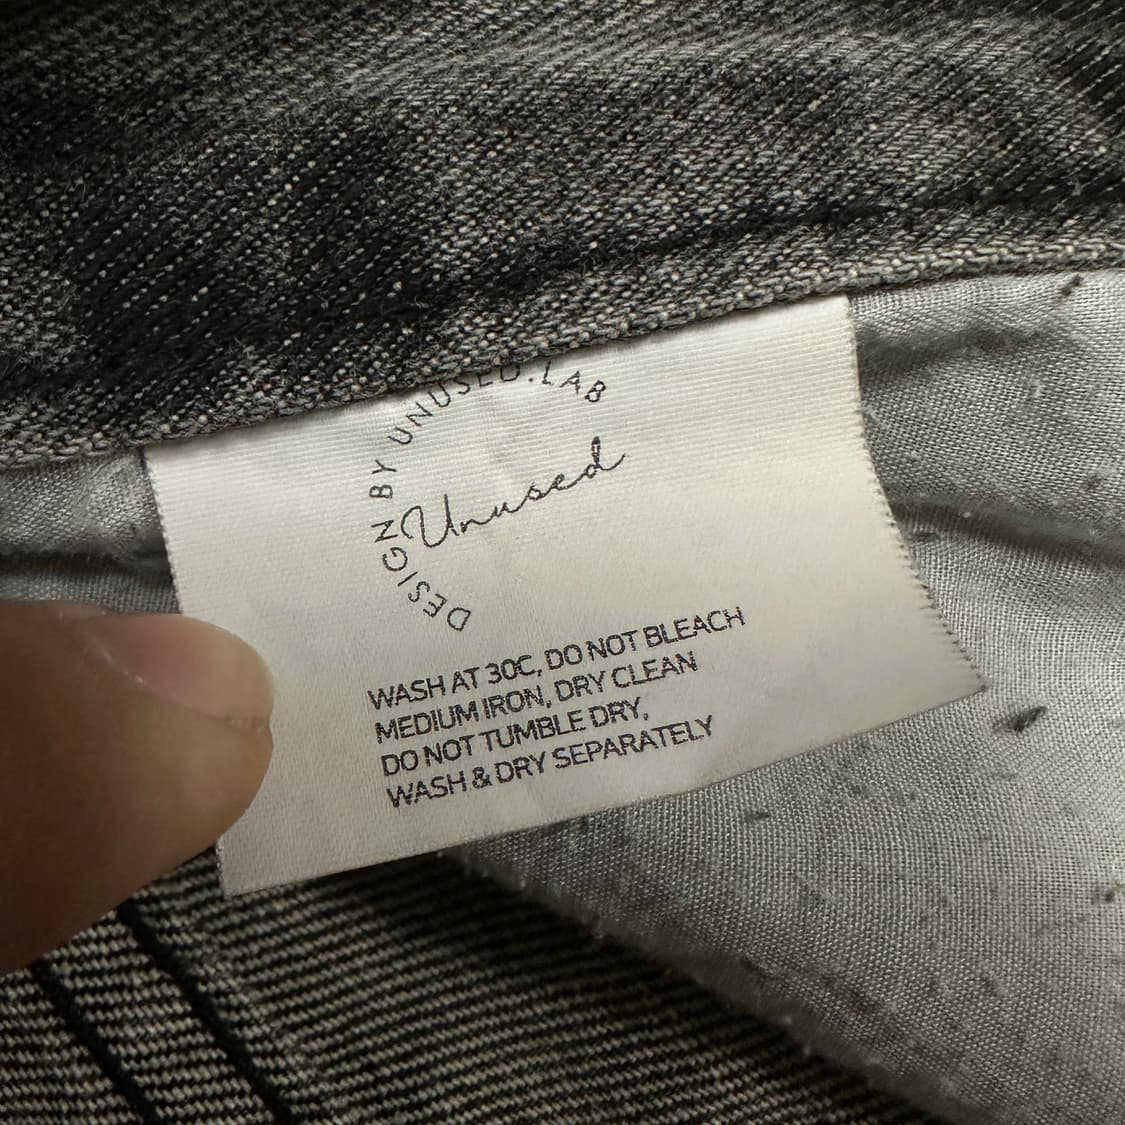 DESIGN BY UNUSED.LAB
Unused
WASH AT 30C, DO NOT BLEACH
MEDIUM IRON, DRY CLEAN
DO NOT TUMBLE DRY,
WASH & DRY SEPARATELY